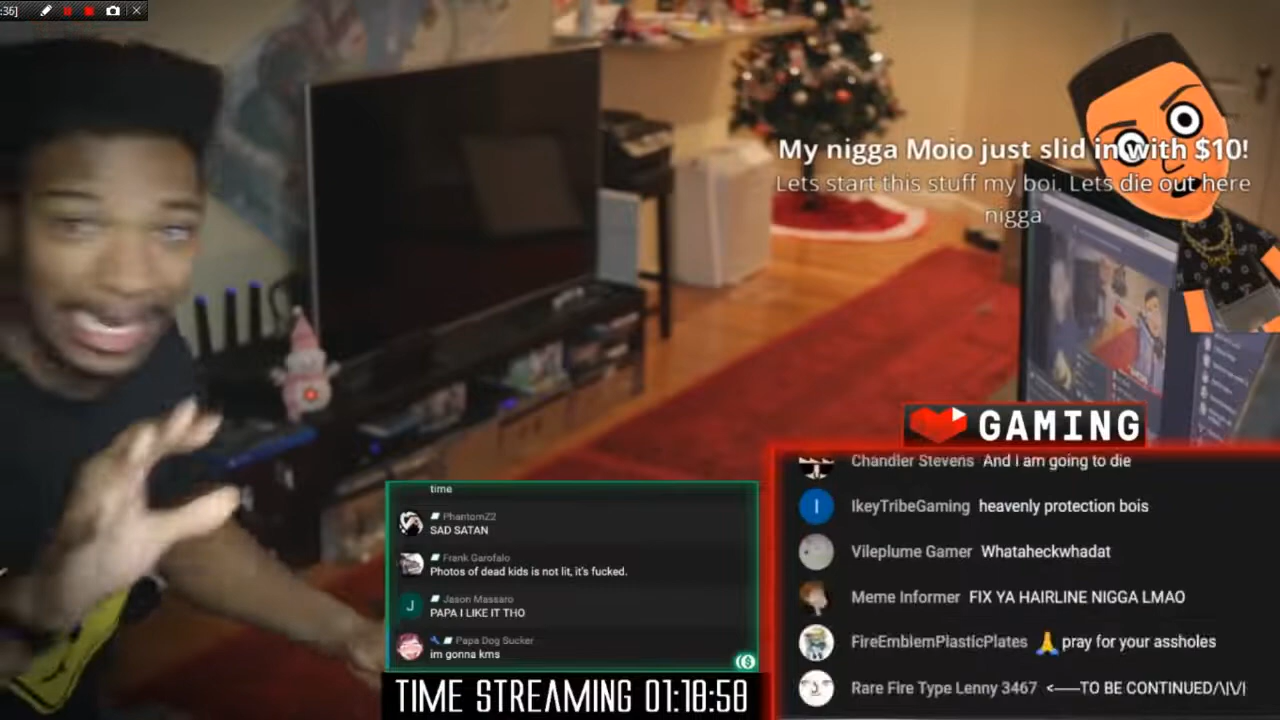 :36]
My nigga Moio just slid in with $10!
Lets start this stuff my boi. Lets die out here
nigga
GAMING
time
PhantomZ2
SAD SATAN
Frank Garofalo
Photos of dead kids is not lit, it's fucked.
J Jason Massaro
PAPA I LIKE IT THO
Papa Dog Sucker
im gonna kms
TIME STREAMING 01:18:58
Chandler Stevens And I am going to die
I IkeyTribeGaming heavenly protection bois
Vileplume Gamer Whataheckwhadat
Meme Informer FIX YA HAIRLINE NIGGA LMAO
FireEmblemPlasticPlates 🙏 pray for your assholes
Rare Fire Type Lenny 3467 <——TO BE CONTINUED/\|\/|